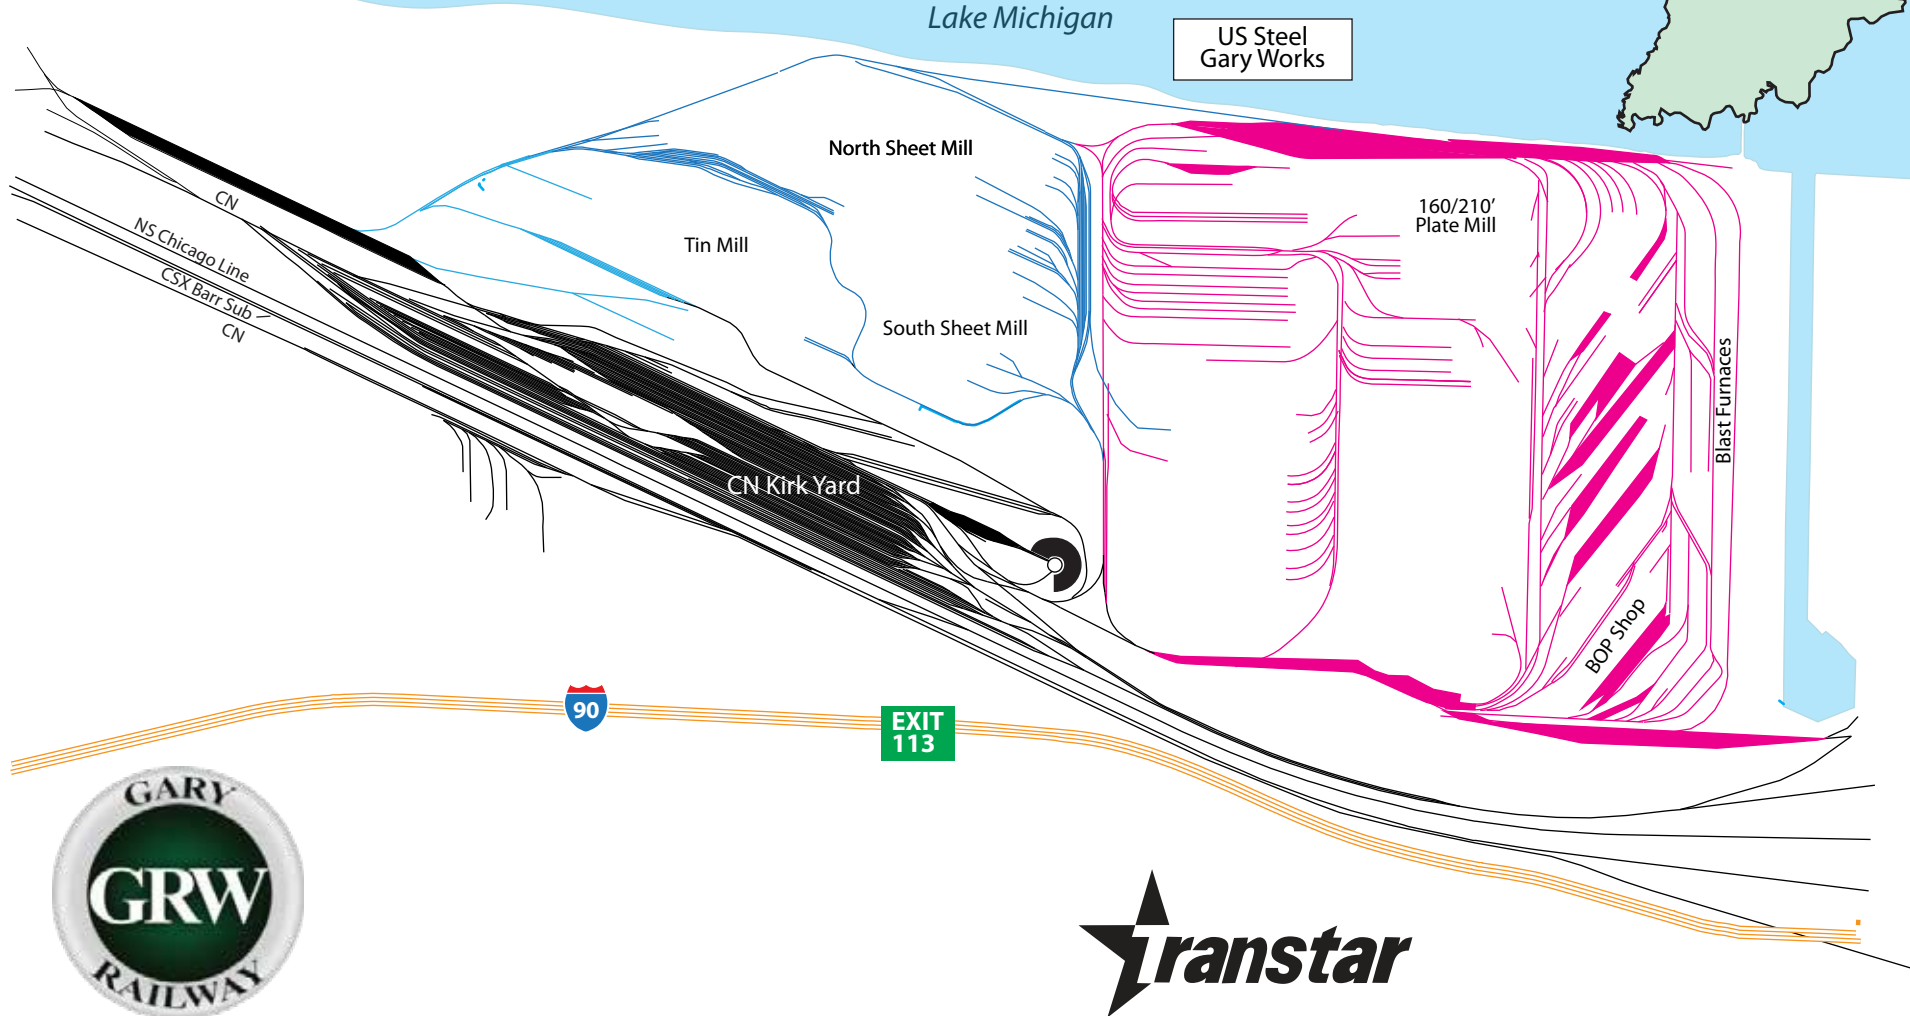 Lake Michigan
US Steel
Gary Works
North Sheet Mill
160/210’
Plate Mill
CN
NS Chicago Line
CSX Barr Sub
CN
Tin Mill
South Sheet Mill
Blast Furnaces
CN Kirk Yard
BOP Shop
90
EXIT
113
GARY
GRW
RAILWAY
Transtar